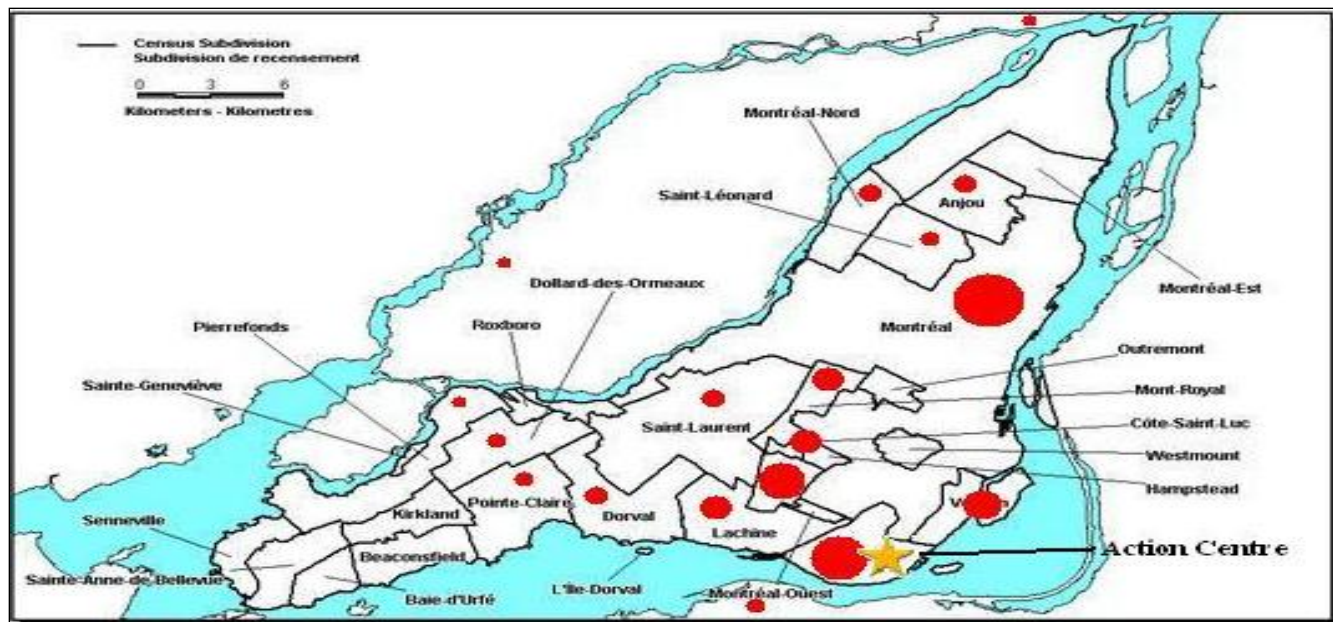 Census Subdivision
Subdivision de recensement
0 3 6
Kilometers - Kilometres
Montréal-Nord
Saint-Léonard
Anjou
Dollard-des-Ormeaux
Montréal-Est
Pierrefonds
Roxboro
Montréal
Outremont
Sainte-Geneviève
Mont-Royal
Saint-Laurent
Côte-Saint-Luc
Westmount
Hampstead
Pointe-Claire
Kirkland
Dorval
Senneville
Lachine
Beaconsfield
Action Centre
Sainte-Anne-de-Bellevue
L'Ile-Dorval
Montréal-Ouest
Baie-d'Urfé